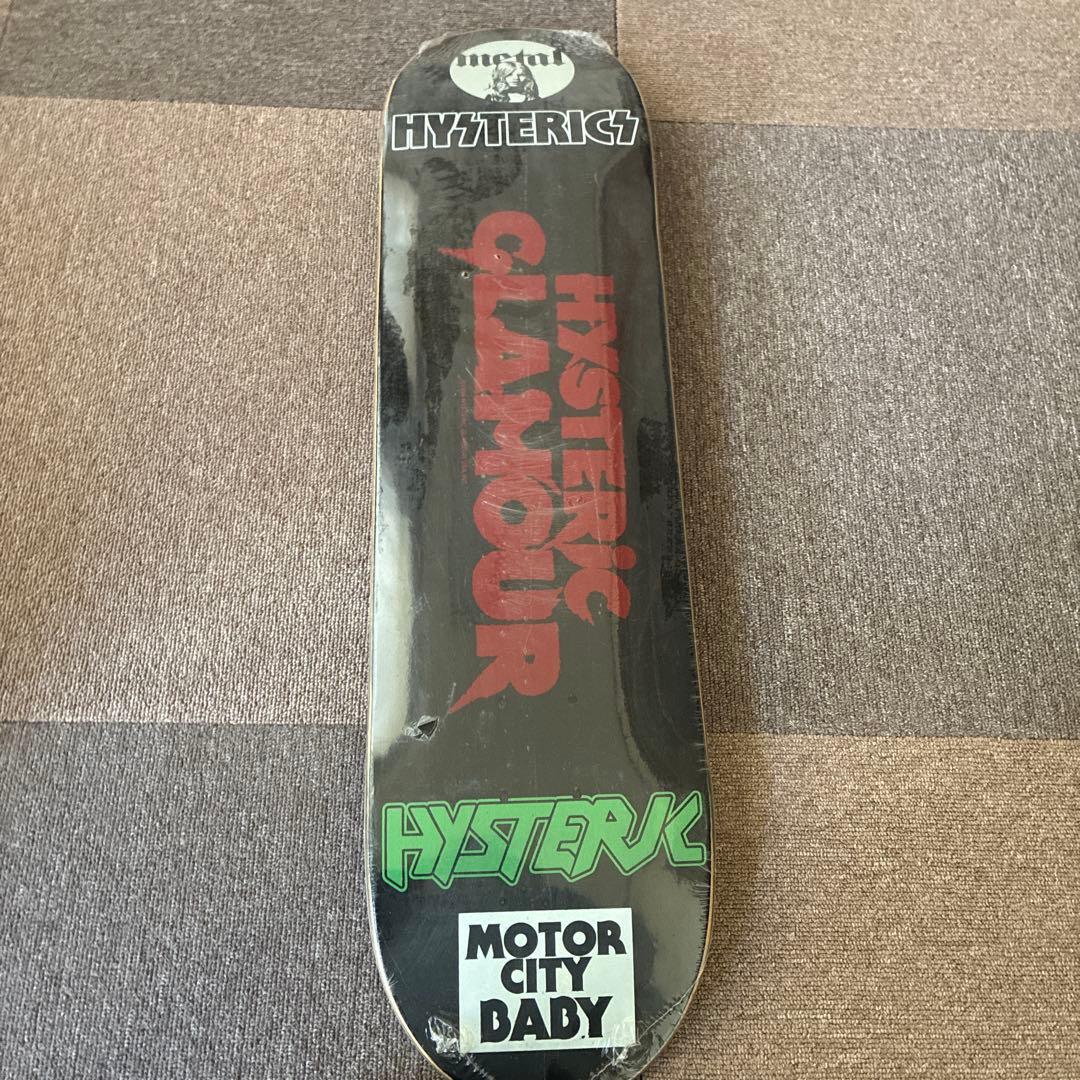 metal
HYSTERICS
HYSTERiC
GLAMOUR
HYSTERIC
MOTOR
CITY
BABY